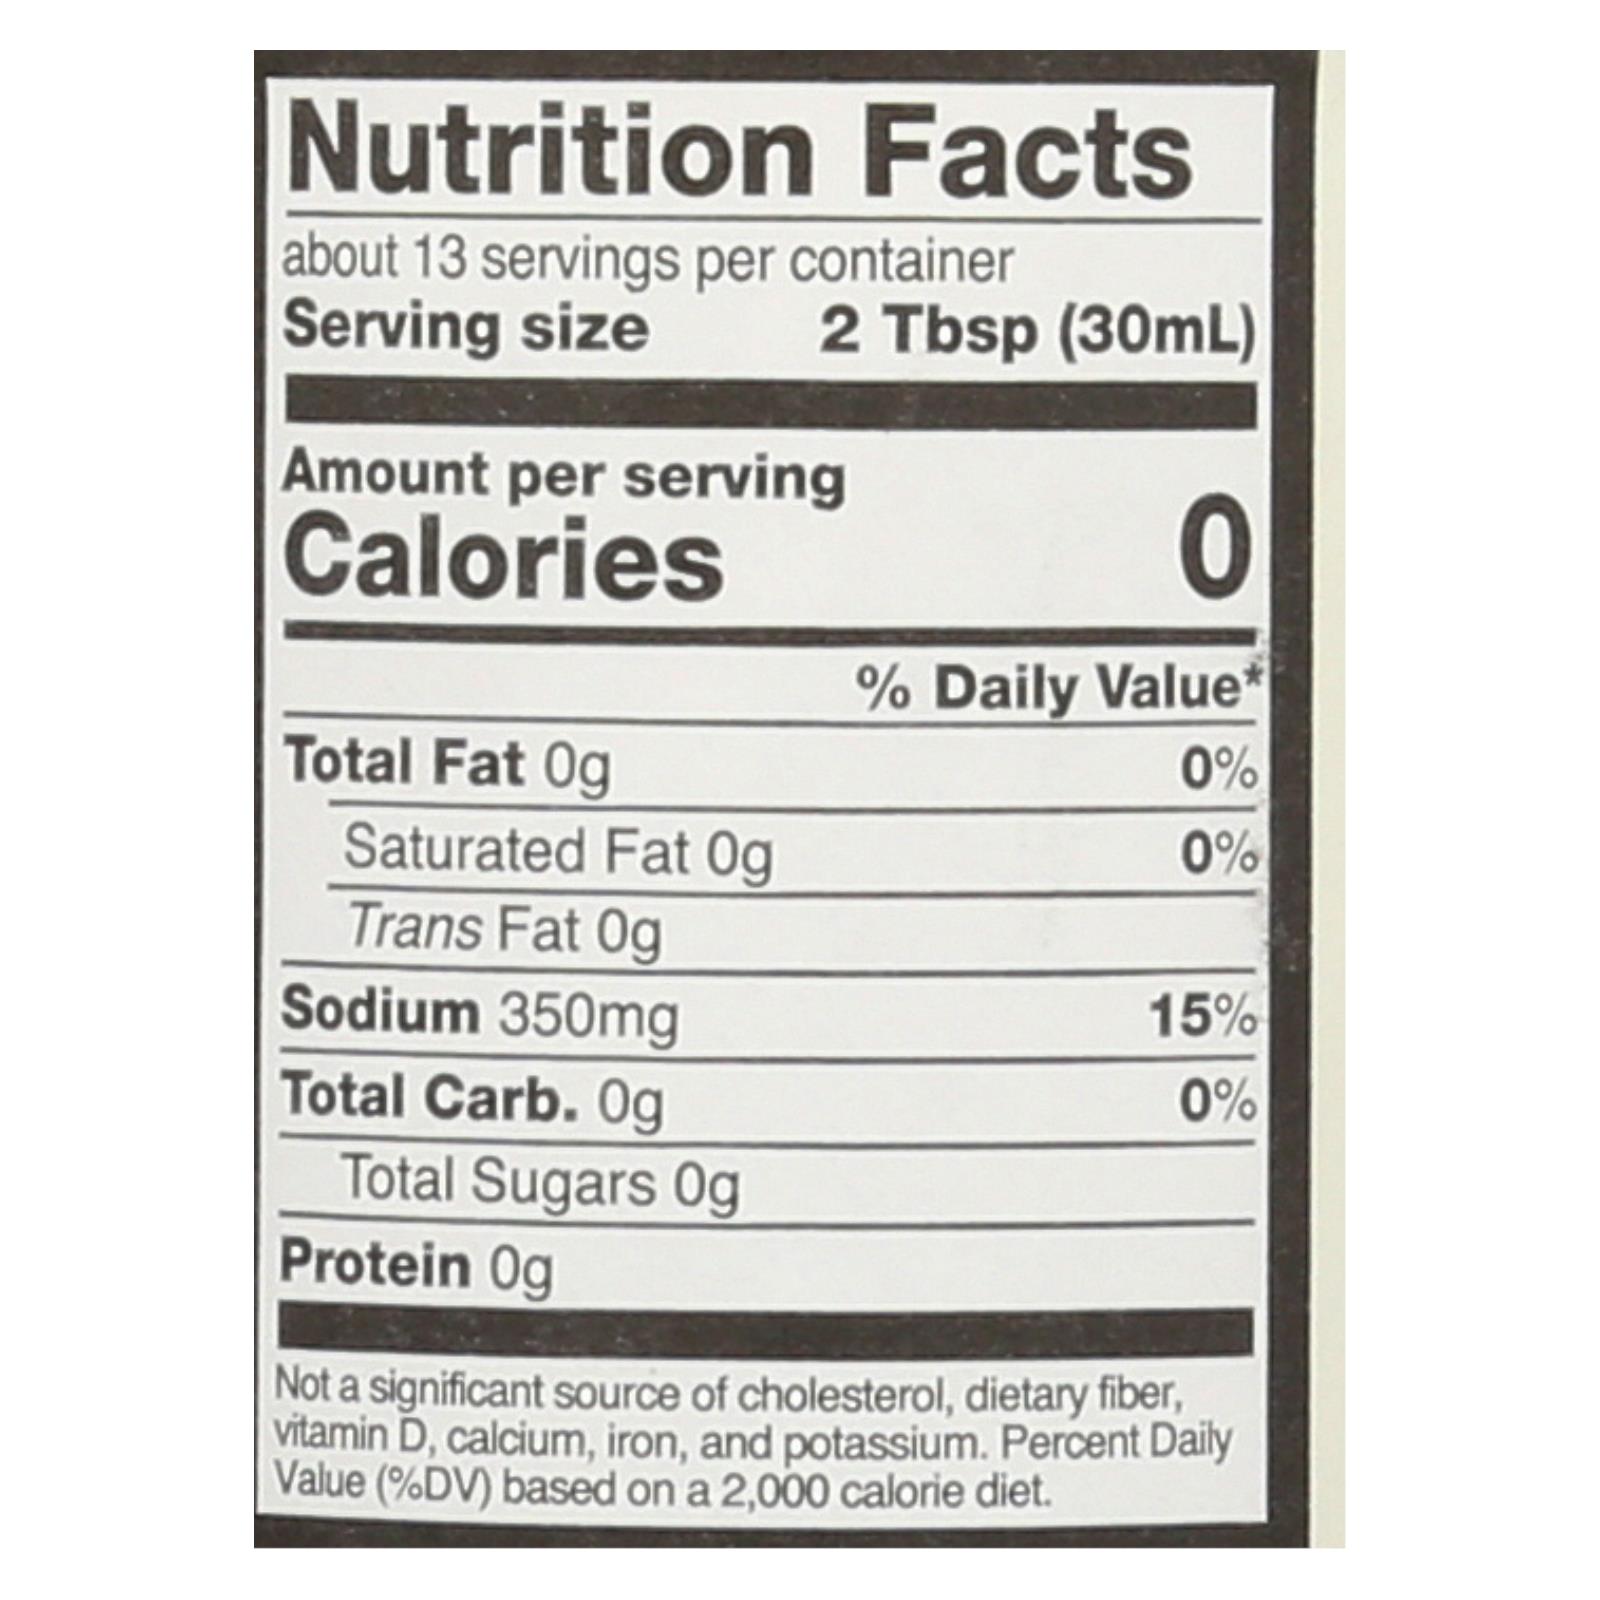 Nutrition Facts
about 13 servings per container
Serving size 2 Tbsp (30mL)
Amount per serving
Calories 0
% Daily Value*
Total Fat 0g 0%
Saturated Fat 0g 0%
Trans Fat 0g
Sodium 350mg 15%
Total Carb. 0g 0%
Total Sugars 0g
Protein 0g
Not a significant source of cholesterol, dietary fiber,
vitamin D, calcium, iron, and potassium. Percent Daily
Value (%DV) based on a 2,000 calorie diet.